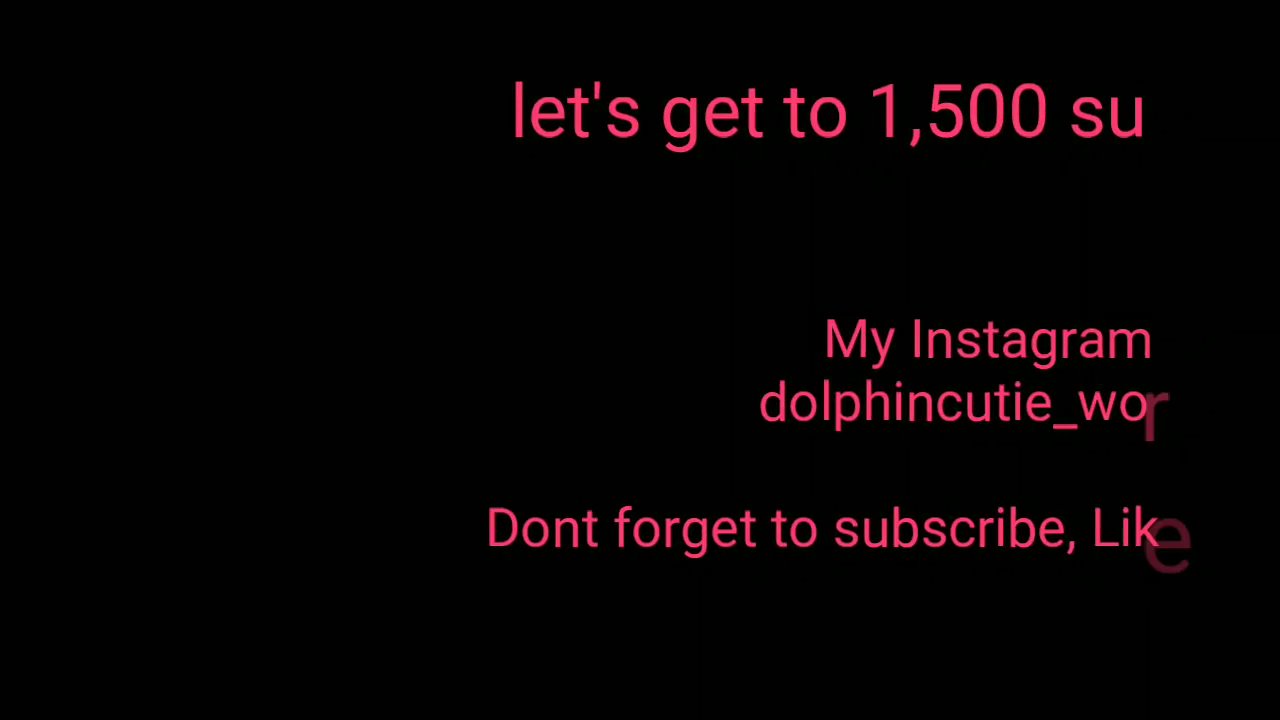 let's get to 1,500 su
My Instagram
dolphincutie_wor
Dont forget to subscribe, Like